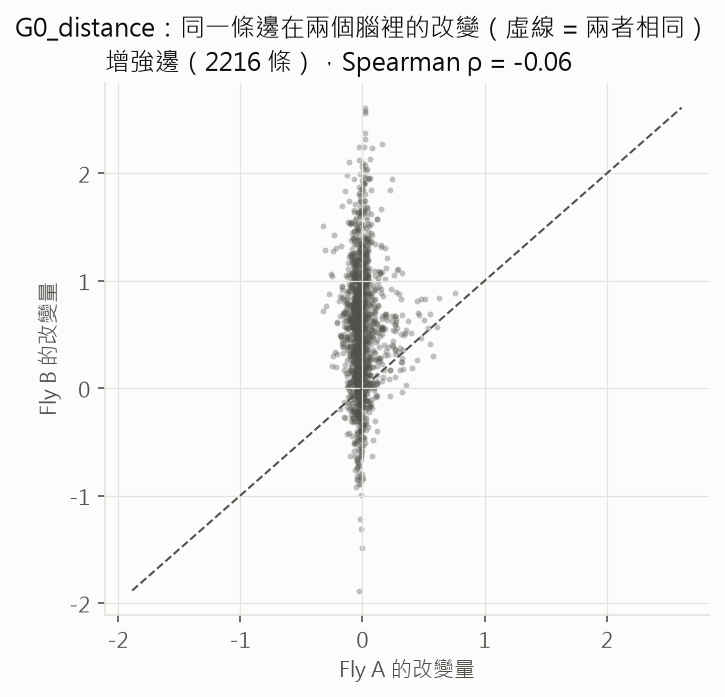 G0_distance：同一條邊在兩個腦裡的改變（虛線 = 兩者相同）
增強邊（2216 條），Spearman ρ = -0.06
Fly B 的改變量
2
1
0
-1
-2
-2
-1
0
1
2
Fly A 的改變量